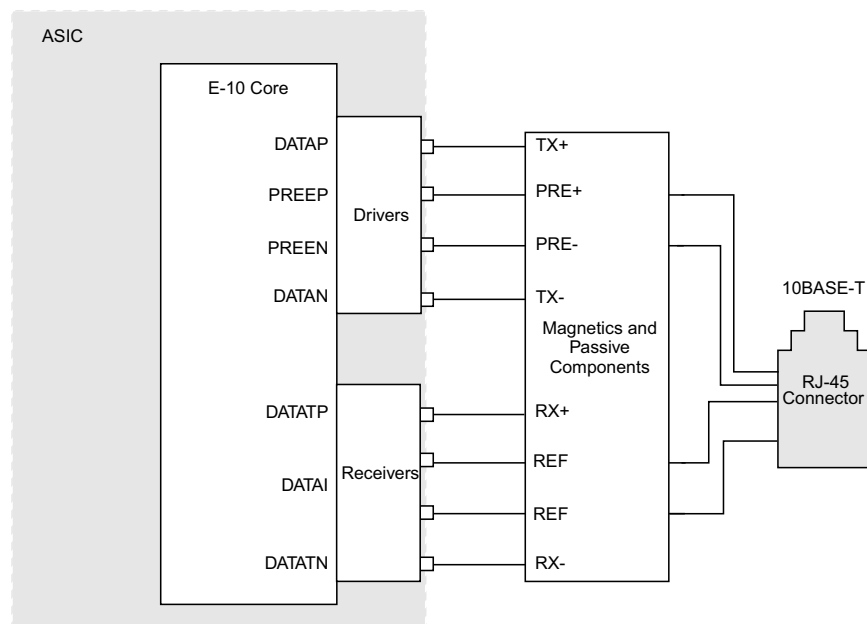 ASIC
E-10 Core
DATAP
PREEP
PREEN
DATAN
Drivers
DATATP
DATAI
DATATN
Receivers
TX+
PRE+
PRE-
TX-
Magnetics and
Passive
Components
RX+
REF
REF
RX-
10BASE-T
RJ-45
Connector